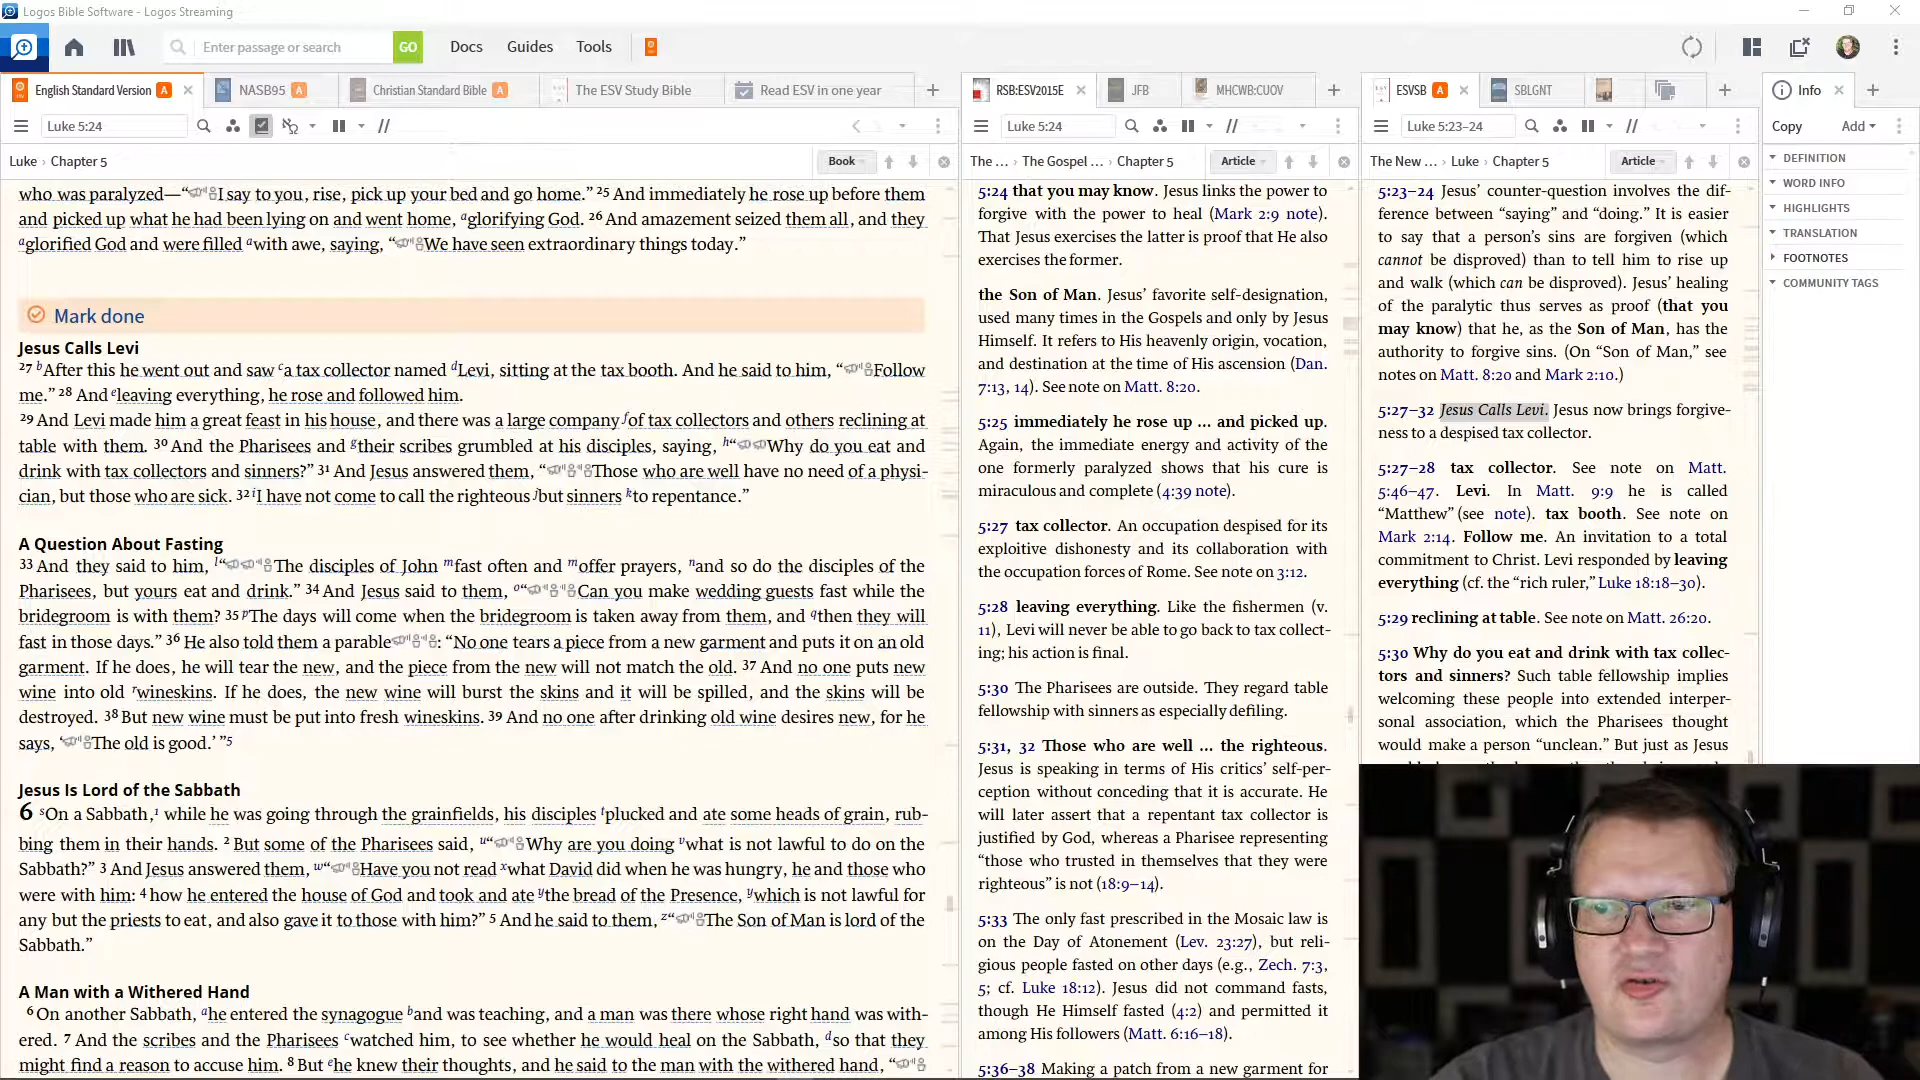 Logos Bible Software - Logos Streaming
Enter passage or search
GO
Docs
Guides
Tools
English Standard Version A
NASB95 A
Christian Standard Bible A
The ESV Study Bible
Read ESV in one year
Luke 5:24
Luke › Chapter 5
Book
who was paralyzed—“I say to you, rise, pick up your bed and go home.” 25 And immediately he rose up before them
and picked up what he had been lying on and went home, aglorifying God. 26 And amazement seized them all, and they
aglorified God and were filled awith awe, saying, “We have seen extraordinary things today.”
Mark done
Jesus Calls Levi
27 bAfter this he went out and saw ca tax collector named dLevi, sitting at the tax booth. And he said to him, “Follow
me.” 28 And eleaving everything, he rose and followed him.
29 And Levi made him a great feast in his house, and there was a large company fof tax collectors and others reclining at
table with them. 30 And the Pharisees and gtheir scribes grumbled at his disciples, saying, h“Why do you eat and
drink with tax collectors and sinners?” 31 And Jesus answered them, “Those who are well have no need of a physi-
cian, but those who are sick. 32 iI have not come to call the righteous jbut sinners kto repentance.”
A Question About Fasting
33 And they said to him, l“The disciples of John mfast often and moffer prayers, nand so do the disciples of the
Pharisees, but yours eat and drink.” 34 And Jesus said to them, o“Can you make wedding guests fast while the
bridegroom is with them? 35 pThe days will come when the bridegroom is taken away from them, and qthen they will
fast in those days.” 36 He also told them a parable: “No one tears a piece from a new garment and puts it on an old
garment. If he does, he will tear the new, and the piece from the new will not match the old. 37 And no one puts new
wine into old rwineskins. If he does, the new wine will burst the skins and it will be spilled, and the skins will be
destroyed. 38 But new wine must be put into fresh wineskins. 39 And no one after drinking old wine desires new, for he
says, ‘The old is good.’ ”5
Jesus Is Lord of the Sabbath
6 sOn a Sabbath,1 while he was going through the grainfields, his disciples tplucked and ate some heads of grain, rub-
bing them in their hands. 2 But some of the Pharisees said, u“Why are you doing vwhat is not lawful to do on the
Sabbath?” 3 And Jesus answered them, w“Have you not read xwhat David did when he was hungry, he and those who
were with him: 4 how he entered the house of God and took and ate ythe bread of the Presence, ywhich is not lawful for
any but the priests to eat, and also gave it to those with him?” 5 And he said to them, z“The Son of Man is lord of the
Sabbath.”
A Man with a Withered Hand
6 On another Sabbath, ahe entered the synagogue band was teaching, and a man was there whose right hand was with-
ered. 7 And the scribes and the Pharisees cwatched him, to see whether he would heal on the Sabbath, dso that they
might find a reason to accuse him. 8 But ehe knew their thoughts, and he said to the man with the withered hand, “
RSB:ESV2015E
JFB
MHCWB:CUOV
Luke 5:24
The ... › The Gospel ... › Chapter 5
Article
5:24 that you may know. Jesus links the power to
forgive with the power to heal (Mark 2:9 note).
That Jesus exercises the latter is proof that He also
exercises the former.
the Son of Man. Jesus’ favorite self-designation,
used many times in the Gospels and only by Jesus
Himself. It refers to His heavenly origin, vocation,
and destination at the time of His ascension (Dan.
7:13, 14). See note on Matt. 8:20.
5:25 immediately he rose up ... and picked up.
Again, the immediate energy and activity of the
one formerly paralyzed shows that his cure is
miraculous and complete (4:39 note).
5:27 tax collector. An occupation despised for its
exploitive dishonesty and its collaboration with
the occupation forces of Rome. See note on 3:12.
5:28 leaving everything. Like the fishermen (v.
11), Levi will never be able to go back to tax collect-
ing; his action is final.
5:30 The Pharisees are outside. They regard table
fellowship with sinners as especially defiling.
5:31, 32 Those who are well ... the righteous.
Jesus is speaking in terms of His critics’ self-per-
ception without conceding that it is accurate. He
will later assert that a repentant tax collector is
justified by God, whereas a Pharisee representing
“those who trusted in themselves that they were
righteous” is not (18:9–14).
5:33 The only fast prescribed in the Mosaic law is
on the Day of Atonement (Lev. 23:27), but reli-
gious people fasted on other days (e.g., Zech. 7:3,
5; cf. Luke 18:12). Jesus did not command fasts,
though He Himself fasted (4:2) and permitted it
among His followers (Matt. 6:16–18).
5:36–38 Making a patch from a new garment for
ESVSB A
SBLGNT
Luke 5:23–24
The New ... › Luke › Chapter 5
Article
5:23–24 Jesus’ counter-question involves the dif-
ference between “saying” and “doing.” It is easier
to say that a person’s sins are forgiven (which
cannot be disproved) than to tell him to rise up
and walk (which can be disproved). Jesus’ healing
of the paralytic thus serves as proof (that you
may know) that he, as the Son of Man, has the
authority to forgive sins. (On “Son of Man,” see
notes on Matt. 8:20 and Mark 2:10.)
5:27–32 Jesus Calls Levi. Jesus now brings forgive-
ness to a despised tax collector.
5:27–28 tax collector. See note on Matt.
5:46–47. Levi. In Matt. 9:9 he is called
“Matthew” (see note). tax booth. See note on
Mark 2:14. Follow me. An invitation to a total
commitment to Christ. Levi responded by leaving
everything (cf. the “rich ruler,” Luke 18:18–30).
5:29 reclining at table. See note on Matt. 26:20.
5:30 Why do you eat and drink with tax collec-
tors and sinners? Such table fellowship implies
welcoming these people into extended interper-
sonal association, which the Pharisees thought
would make a person “unclean.” But just as Jesus
Info
Copy
Add
DEFINITION
WORD INFO
HIGHLIGHTS
TRANSLATION
FOOTNOTES
COMMUNITY TAGS